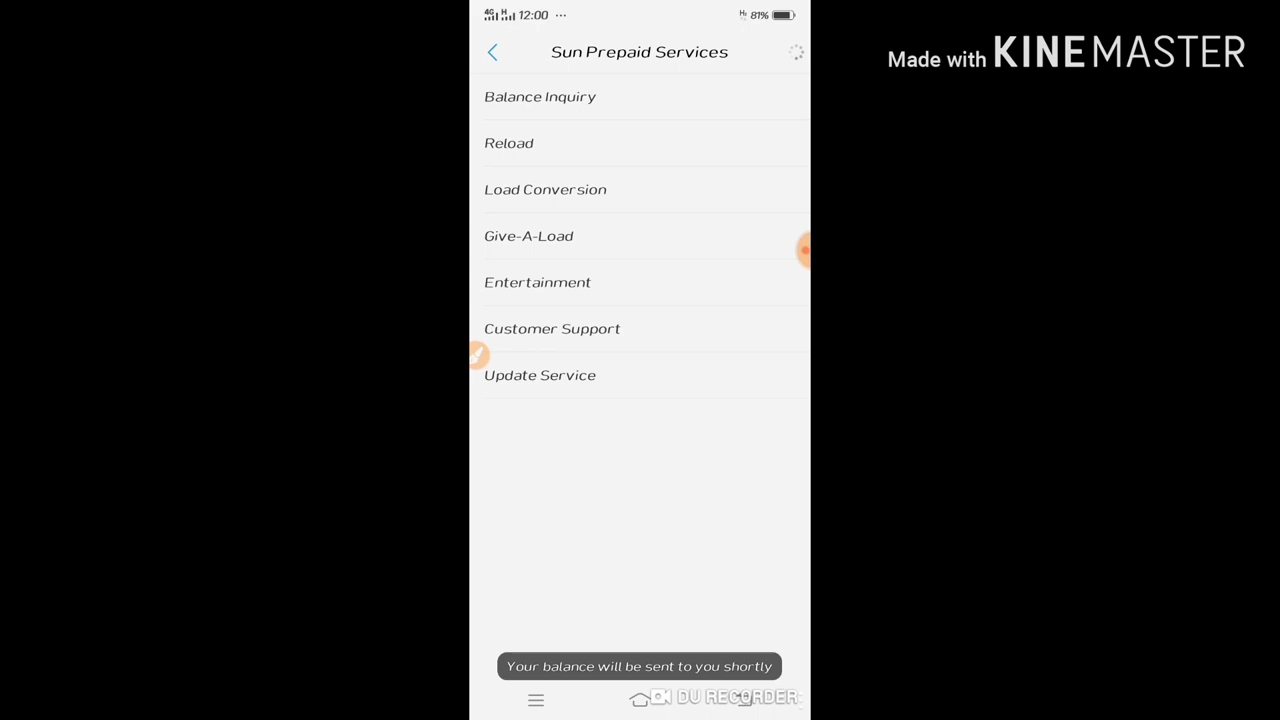 4G H 12:00 ... H 81%
Made with KINEMASTER
Sun Prepaid Services
Balance Inquiry
Reload
Load Conversion
Give-A-Load
Entertainment
Customer Support
Update Service
Your balance will be sent to you shortly
DU RECORDER